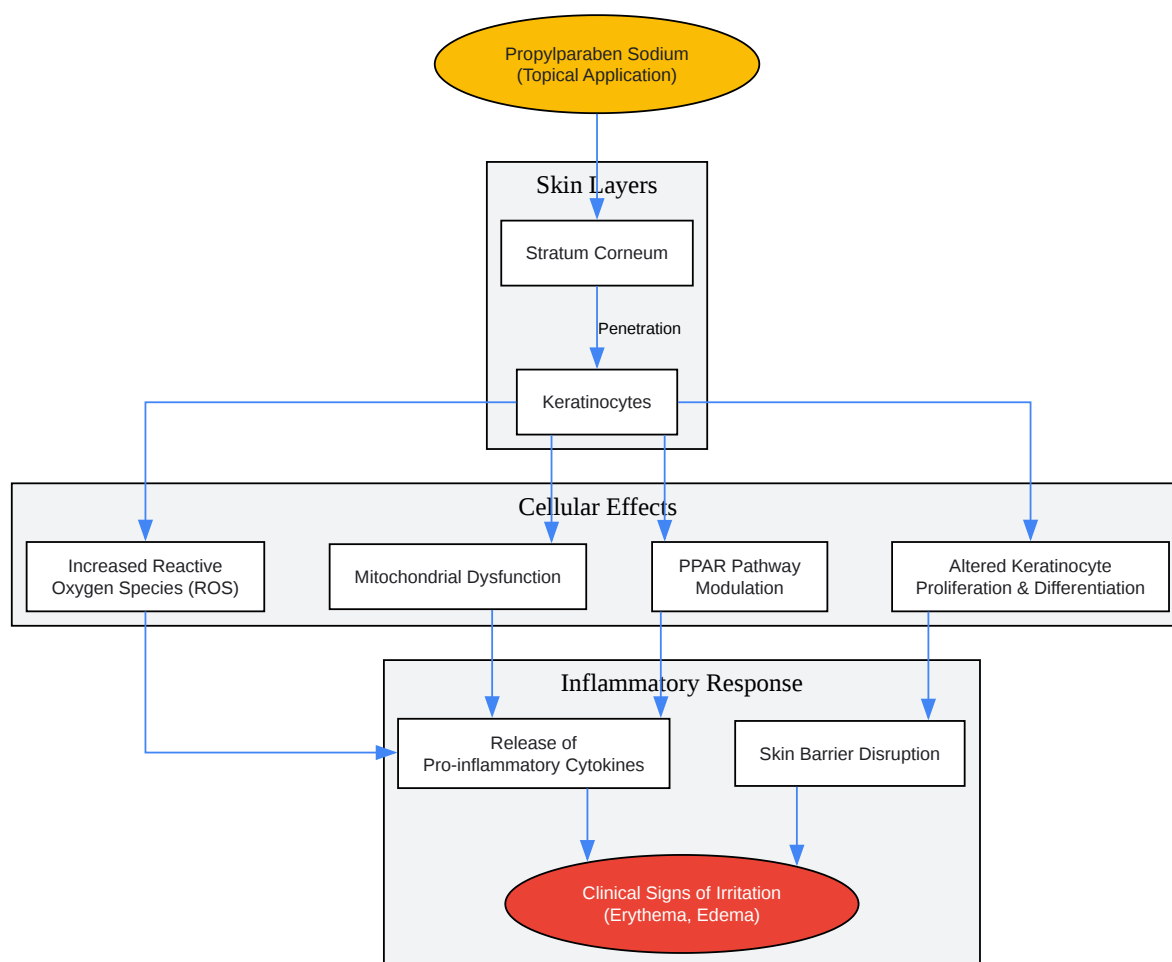 Propylparaben Sodium
(Topical Application)
Skin Layers
Stratum Corneum
Penetration
Keratinocytes
Cellular Effects
Increased Reactive
Oxygen Species (ROS)
Mitochondrial Dysfunction
PPAR Pathway
Modulation
Altered Keratinocyte
Proliferation & Differentiation
Inflammatory Response
Release of
Pro-inflammatory Cytokines
Skin Barrier Disruption
Clinical Signs of Irritation
(Erythema, Edema)